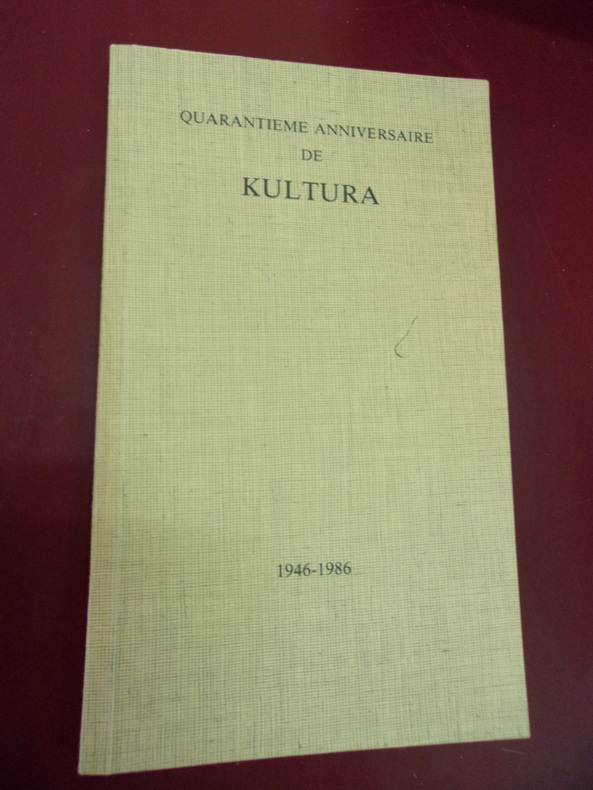 QUARANTIEME ANNIVERSAIRE
DE
KULTURA
1946-1986